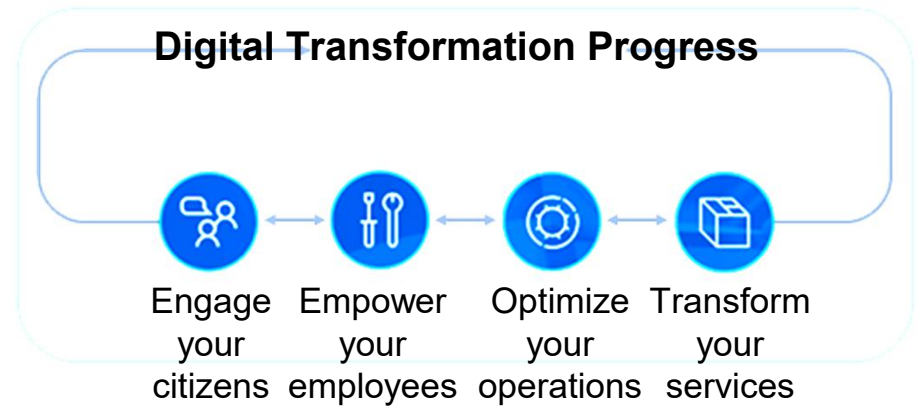 Digital Transformation Progress
Engage
your
citizens
Empower
your
employees
Optimize
your
operations
Transform
your
services